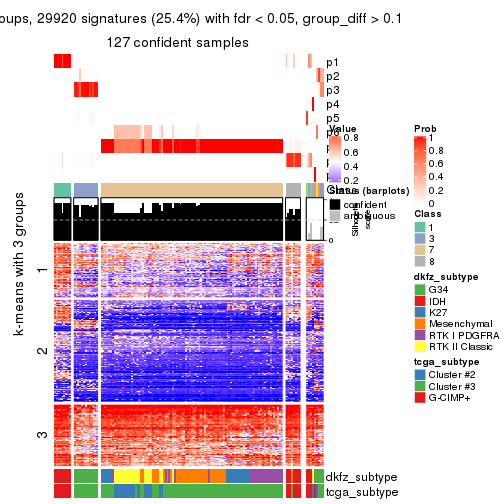 oups, 29920 signatures (25.4%) with fdr < 0.05, group_diff > 0.1
127 confident samples
p1
p2
p3
p4
p5
k-means with 3 groups
1
2
3
Value
0.8
0.6
0.4
0.2
Status (barplots)
confident
ambiguous
Silhouette
score
0
Prob
1
0.8
0.6
0.4
0.2
0
Class
1
3
7
8
dkfz_subtype
G34
IDH
K27
Mesenchymal
RTK I PDGFRA
RTK II Classic
tcga_subtype
Cluster #2
Cluster #3
G-CIMP+
dkfz_subtype
tcga_subtype